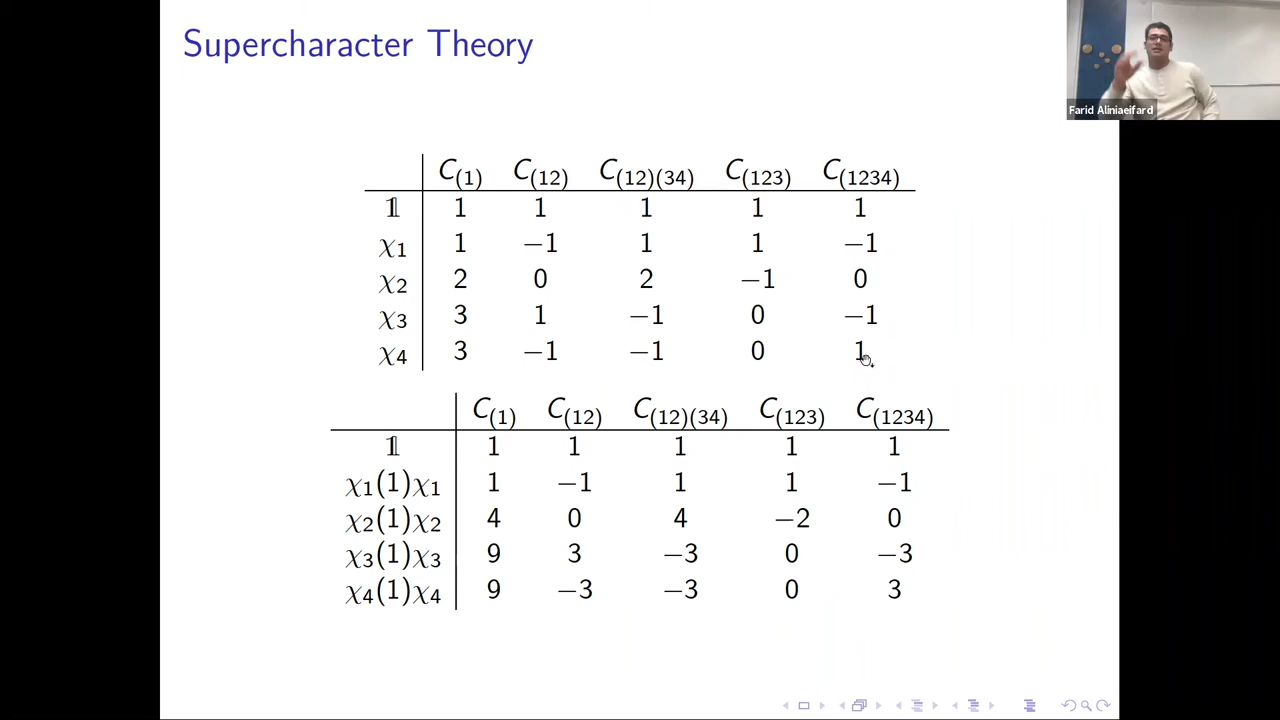 Supercharacter Theory
Farid Aliniaeifard
C(1) C(12) C(12)(34) C(123) C(1234)
𝟙 1 1 1 1 1
χ1 1 −1 1 1 −1
χ2 2 0 2 −1 0
χ3 3 1 −1 0 −1
χ4 3 −1 −1 0 1
C(1) C(12) C(12)(34) C(123) C(1234)
𝟙 1 1 1 1 1
χ1(1)χ1 1 −1 1 1 −1
χ2(1)χ2 4 0 4 −2 0
χ3(1)χ3 9 3 −3 0 −3
χ4(1)χ4 9 −3 −3 0 3